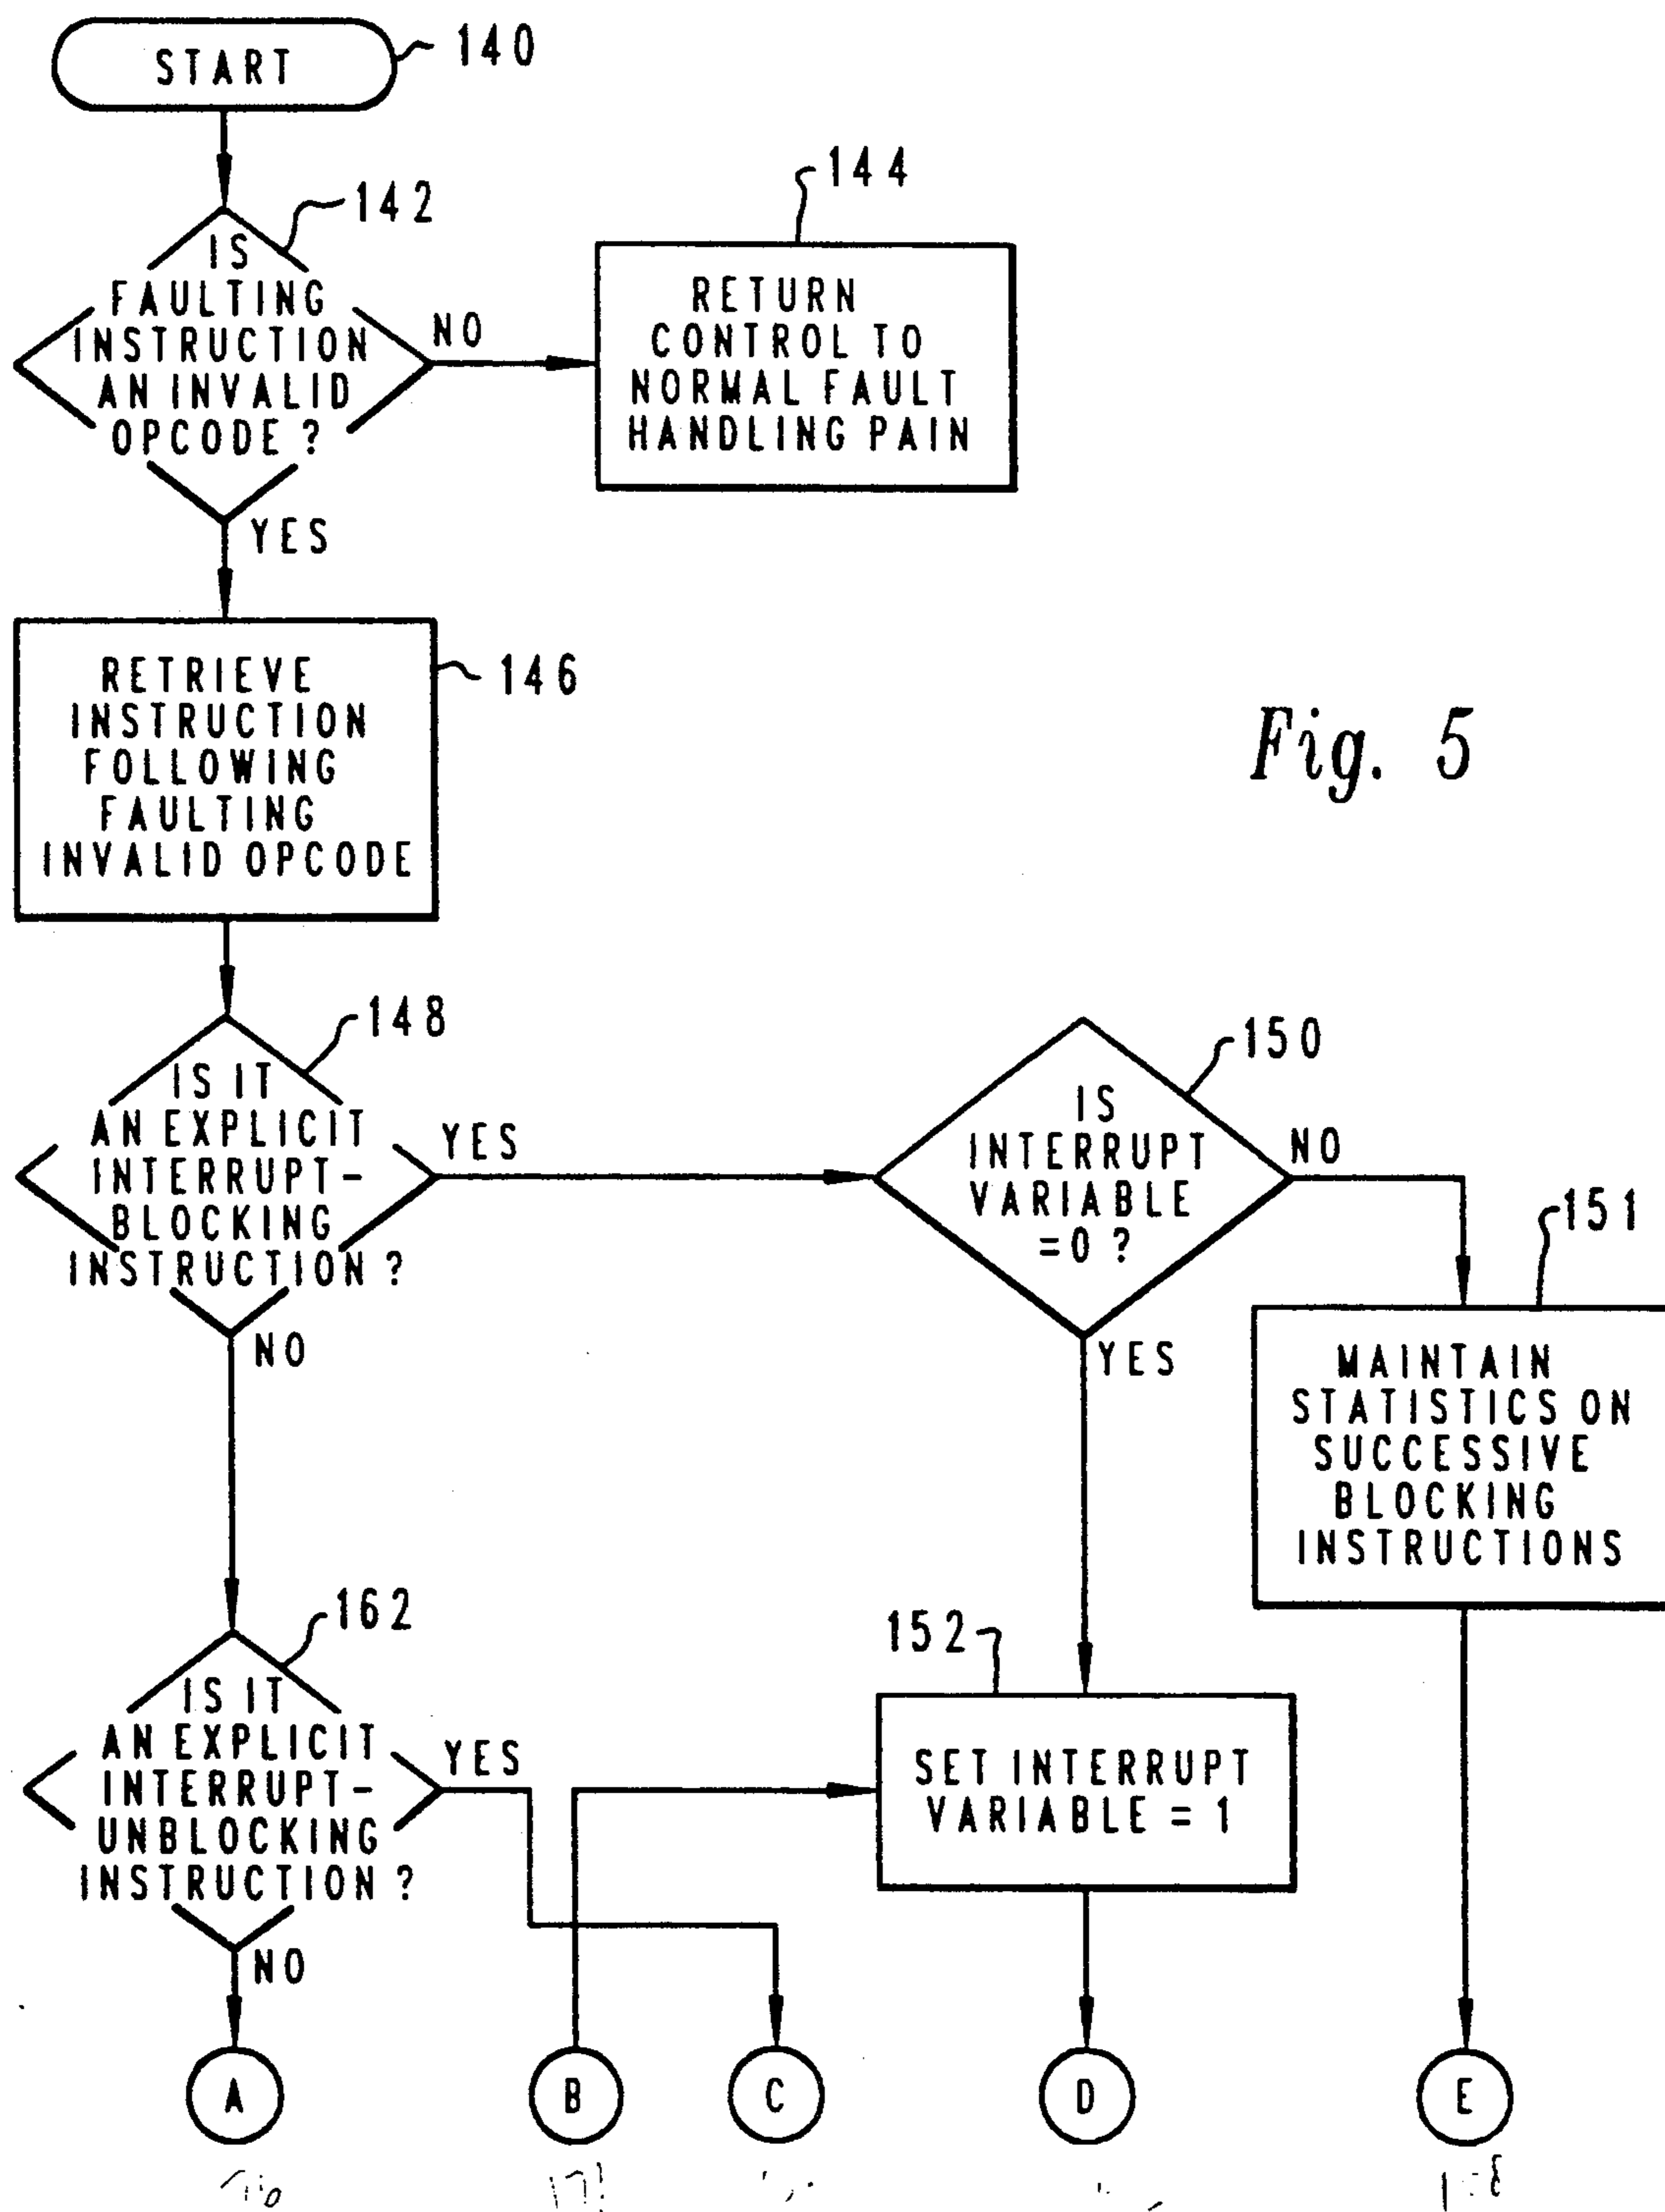 START
140
142
IS
FAULTING
INSTRUCTION
AN INVALID
OPCODE ?
NO
YES
144
RETURN
CONTROL TO
NORMAL FAULT
HANDLING PAIN
RETRIEVE
INSTRUCTION
FOLLOWING
FAULTING
INVALID OPCODE
146
Fig. 5
148
IS IT
AN EXPLICIT
INTERRUPT-
BLOCKING
INSTRUCTION ?
YES
NO
150
IS
INTERRUPT
VARIABLE
=0 ?
NO
YES
151
MAINTAIN
STATISTICS ON
SUCCESSIVE
BLOCKING
INSTRUCTIONS
162
IS IT
AN EXPLICIT
INTERRUPT-
UNBLOCKING
INSTRUCTION ?
YES
NO
152
SET INTERRUPT
VARIABLE = 1
A
B
C
D
E